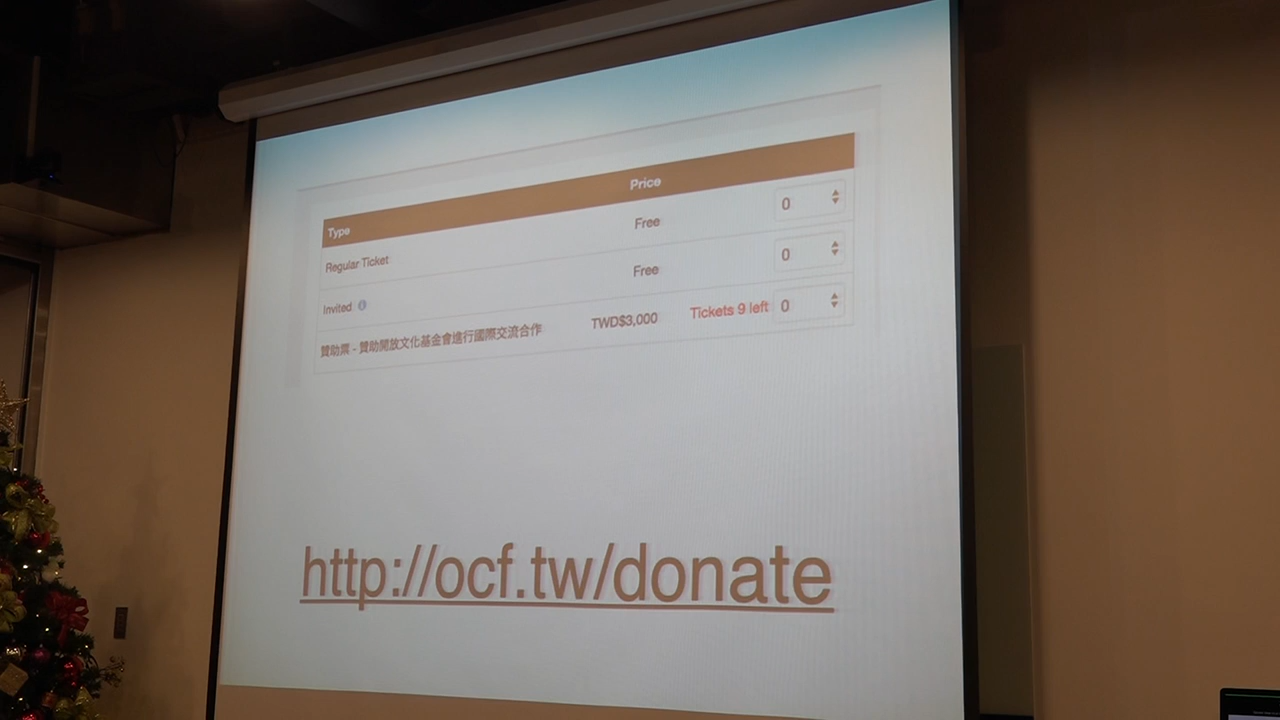 Type Price
Regular Ticket Free 0
Invited Free 0
贊助票 - 贊助開放文化基金會進行國際交流合作 TWD$3,000 Tickets 9 left 0
http://ocf.tw/donate